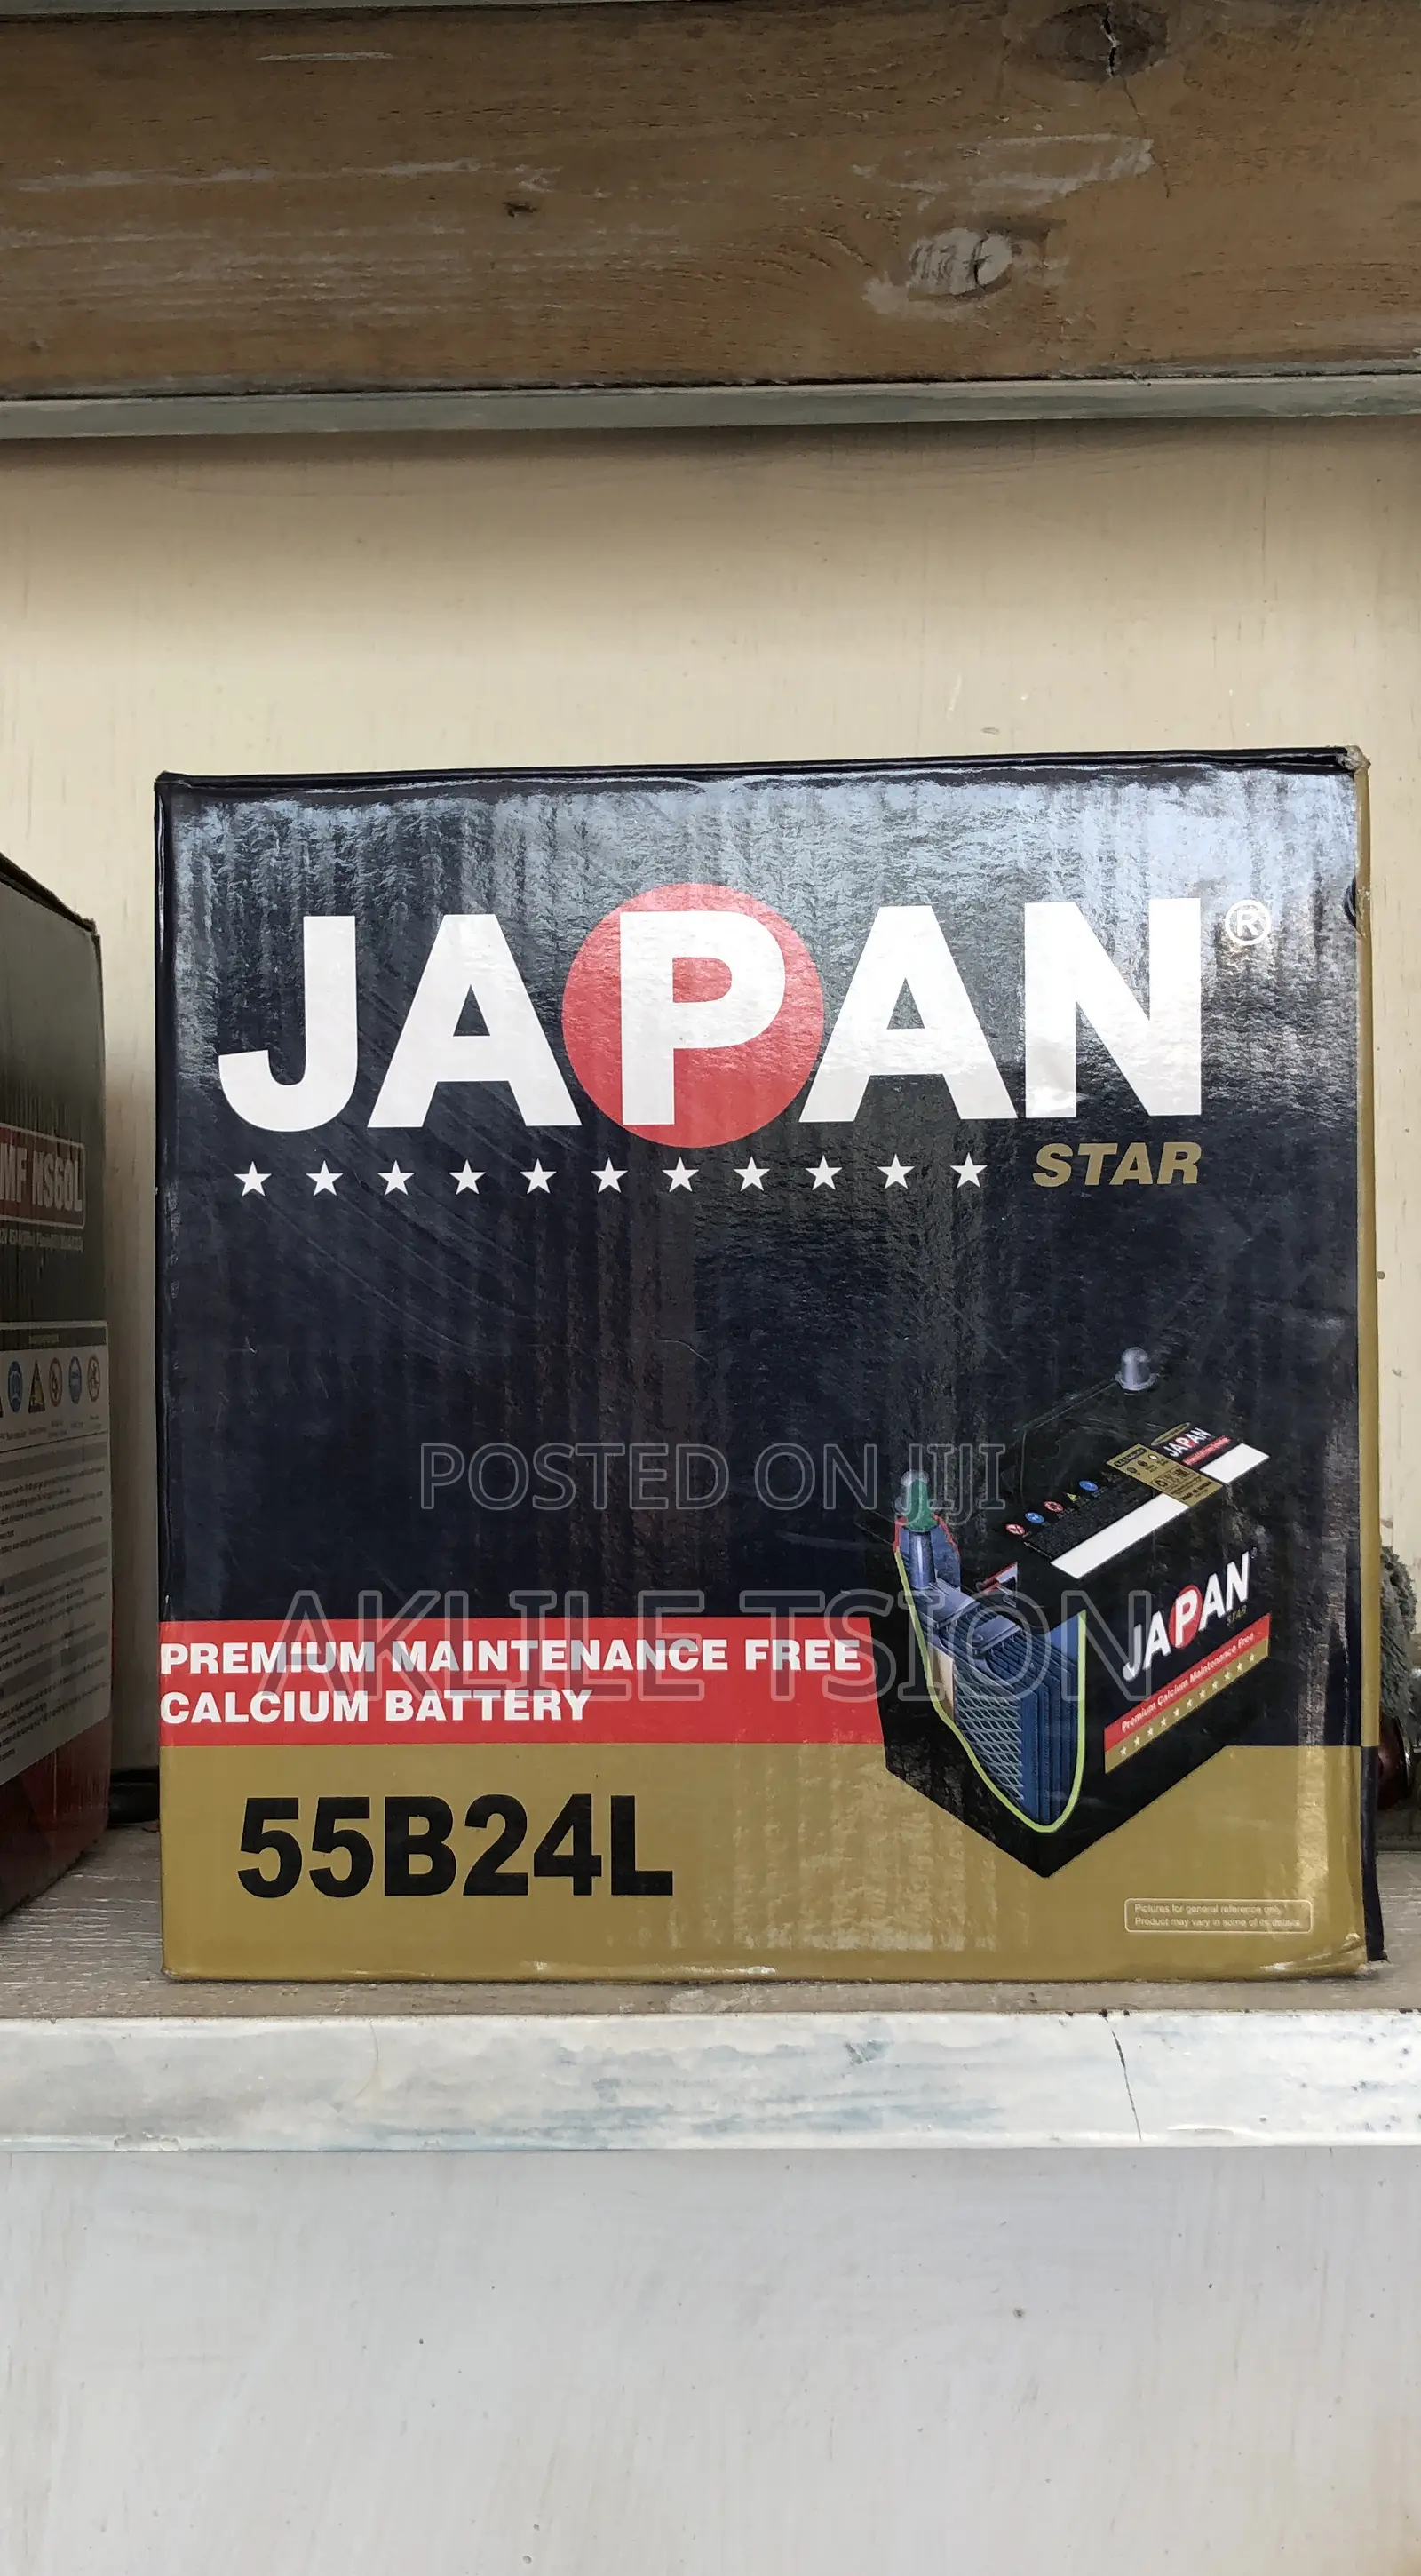 JAPAN®
STAR
MF NS60L
POSTED ON JIJI
JAPAN
JAPAN
STAR
Premium Calcium Maintenance Free
AKLILE TSION
PREMIUM MAINTENANCE FREE
CALCIUM BATTERY
55B24L
Pictures for general reference only.
Product may vary in some of its details.